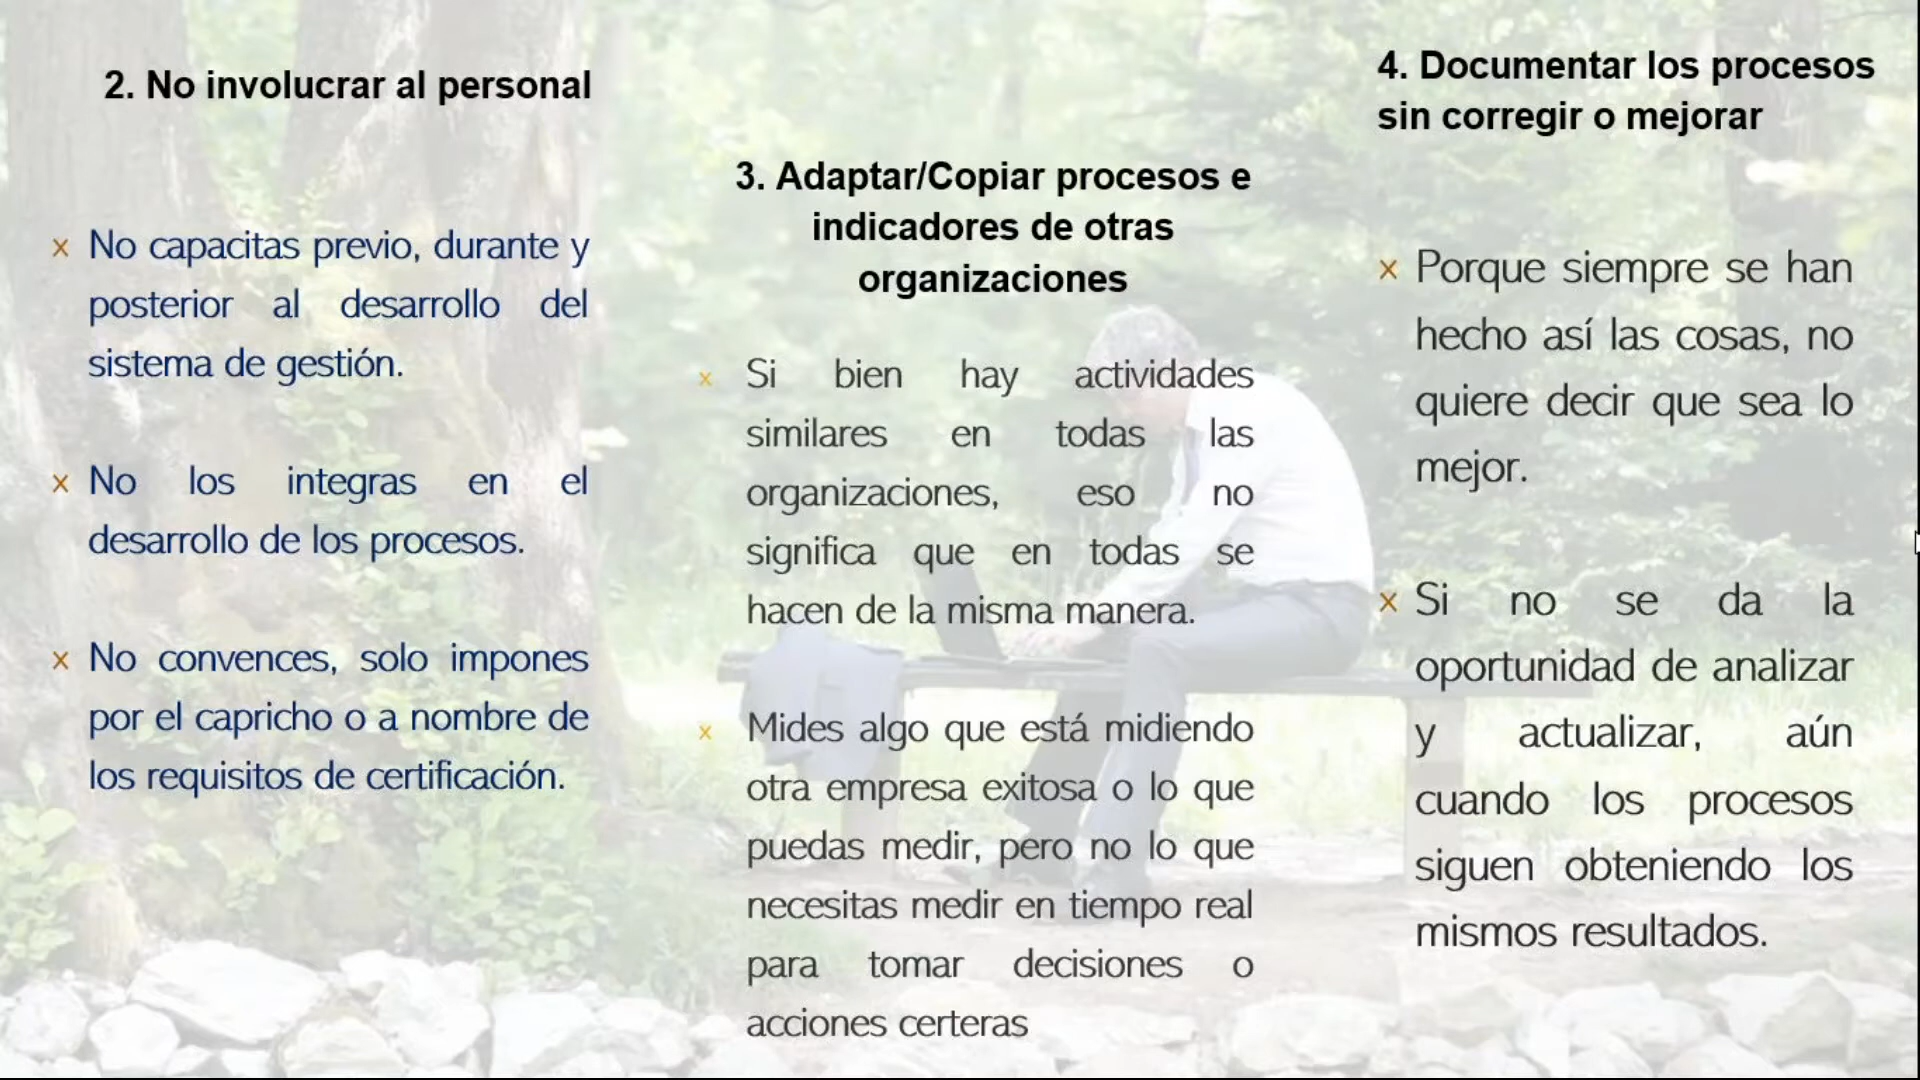 2. No involucrar al personal
× No capacitas previo, durante y
posterior al desarrollo del
sistema de gestión.
× No los integras en el
desarrollo de los procesos.
× No convences, solo impones
por el capricho o a nombre de
los requisitos de certificación.
3. Adaptar/Copiar procesos e
indicadores de otras
organizaciones
× Si bien hay actividades
similares en todas las
organizaciones, eso no
significa que en todas se
hacen de la misma manera.
× Mides algo que está midiendo
otra empresa exitosa o lo que
puedas medir, pero no lo que
necesitas medir en tiempo real
para tomar decisiones o
acciones certeras
4. Documentar los procesos
sin corregir o mejorar
× Porque siempre se han
hecho así las cosas, no
quiere decir que sea lo
mejor.
× Si no se da la
oportunidad de analizar
y actualizar, aún
cuando los procesos
siguen obteniendo los
mismos resultados.